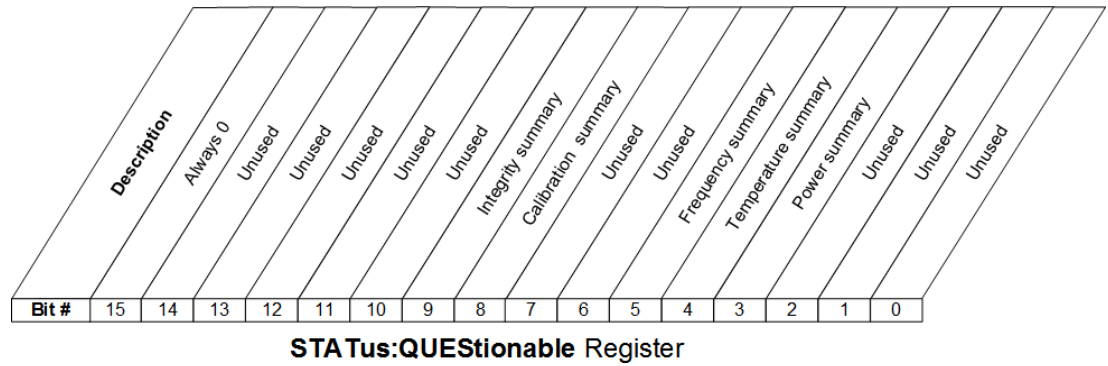 Description
Always 0
Unused
Unused
Unused
Unused
Unused
Integrity summary
Calibration summary
Unused
Unused
Frequency summary
Temperature summary
Power summary
Unused
Unused
Unused
Bit # 15 14 13 12 11 10 9 8 7 6 5 4 3 2 1 0
STATus:QUEStionable Register